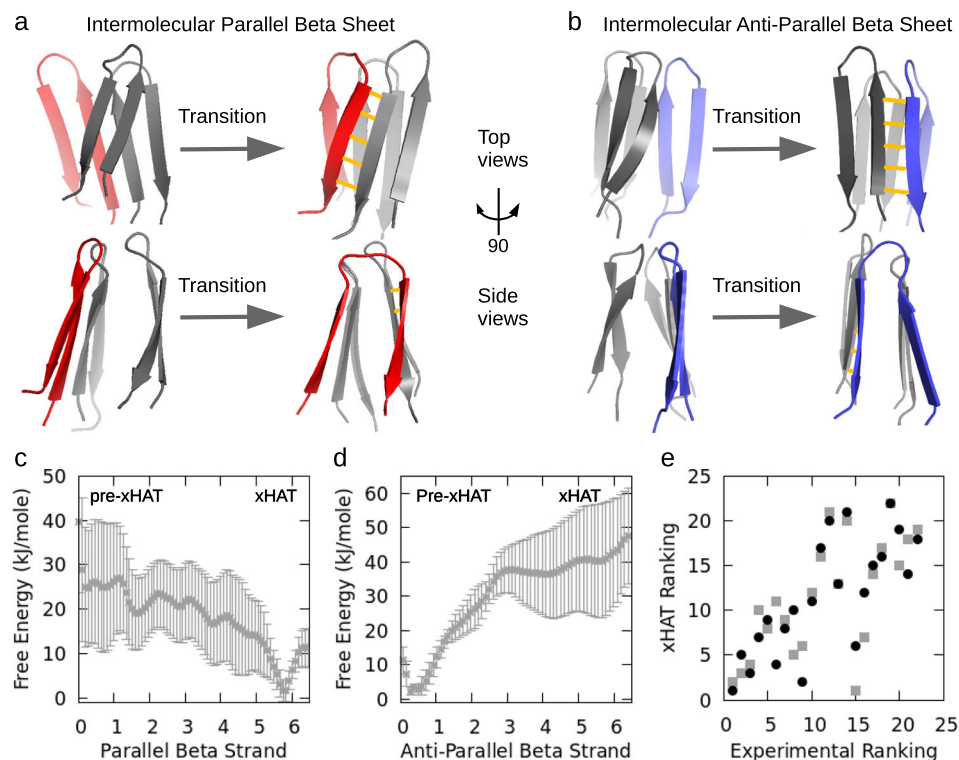 a
Intermolecular Parallel Beta Sheet
b
Intermolecular Anti-Parallel Beta Sheet
Transition
Top
views
Transition
90
Transition
Side
views
Transition
c
50
40
30
20
10
0
Free Energy (kJ/mole)
pre-xHAT
xHAT
0 1 2 3 4 5 6
Parallel Beta Strand
d
60
50
40
30
20
10
0
Free Energy (kJ/mole)
Pre-xHAT
xHAT
0 1 2 3 4 5 6
Anti-Parallel Beta Strand
e
25
20
15
10
5
0
xHAT Ranking
0 5 10 15 20 25
Experimental Ranking